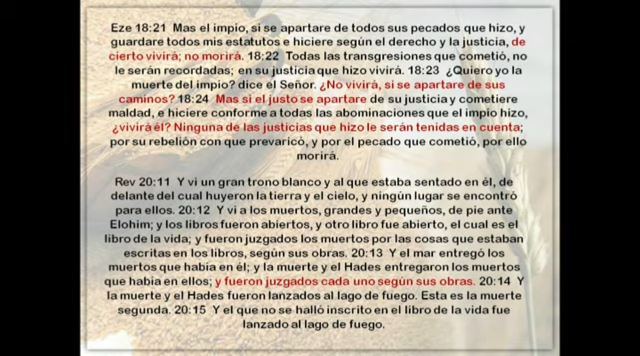 Eze 18:21 Mas el impío, si se apartare de todos sus pecados que hizo, y
guardare todos mis estatutos e hiciere según el derecho y la justicia, de
cierto vivirá; no morirá. 18:22 Todas las transgresiones que cometió, no
le serán recordadas; en su justicia que hizo vivirá. 18:23 ¿Quiero yo la
muerte del impío? dice el Señor. ¿No vivirá, si se apartare de sus
caminos? 18:24 Mas si el justo se apartare de su justicia y cometiere
maldad, e hiciere conforme a todas las abominaciones que el impío hizo,
¿vivirá él? Ninguna de las justicias que hizo le serán tenidas en cuenta;
por su rebelión con que prevaricó, y por el pecado que cometió, por ello
morirá.
Rev 20:11 Y vi un gran trono blanco y al que estaba sentado en él, de
delante del cual huyeron la tierra y el cielo, y ningún lugar se encontró
para ellos. 20:12 Y vi a los muertos, grandes y pequeños, de pie ante
Elohim; y los libros fueron abiertos, y otro libro fue abierto, el cual es el
libro de la vida; y fueron juzgados los muertos por las cosas que estaban
escritas en los libros, según sus obras. 20:13 Y el mar entregó los
muertos que había en él; y la muerte y el Hades entregaron los muertos
que había en ellos; y fueron juzgados cada uno según sus obras. 20:14 Y
la muerte y el Hades fueron lanzados al lago de fuego. Esta es la muerte
segunda. 20:15 Y el que no se halló inscrito en el libro de la vida fue
lanzado al lago de fuego.